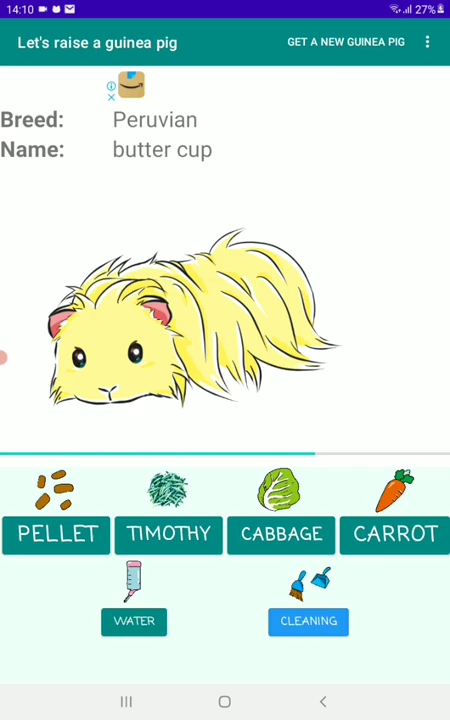 14:10
27%
Let's raise a guinea pig
GET A NEW GUINEA PIG
Breed: Peruvian
Name: butter cup
PELLET TIMOTHY CABBAGE CARROT
WATER CLEANING